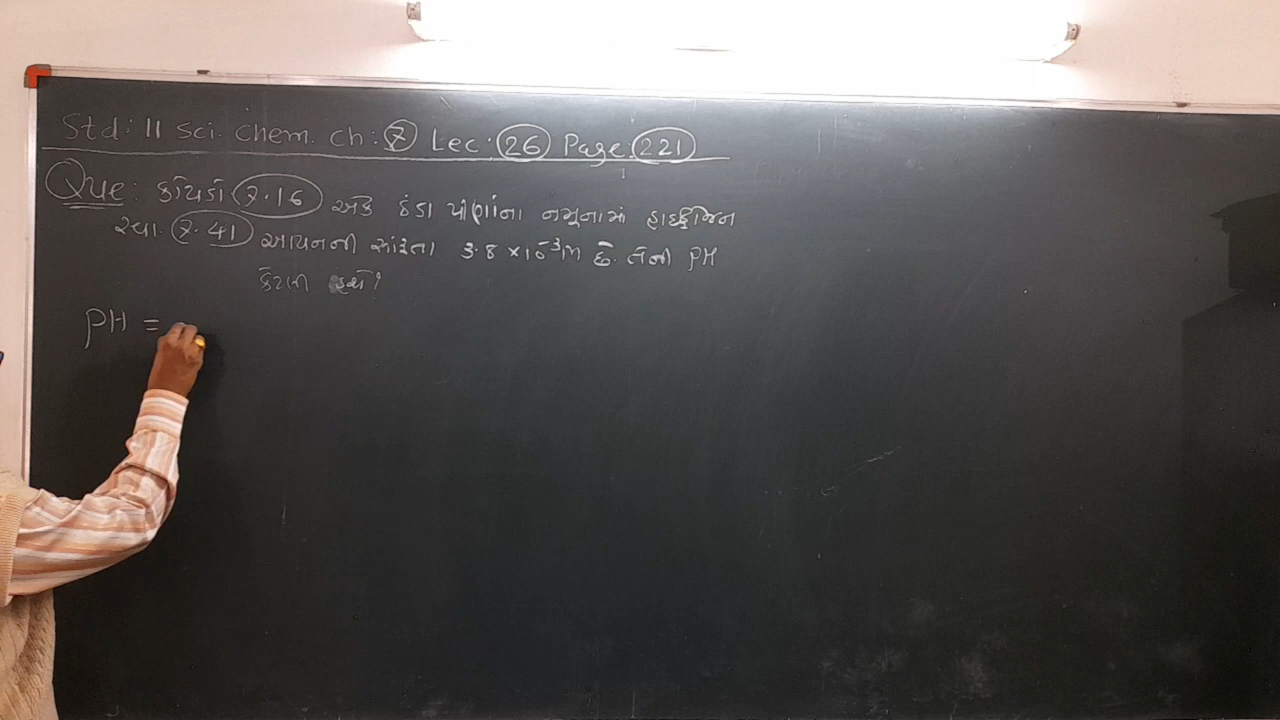 Std: 11 Sci. Chem. Ch: 7 Lec: 26 Page: 221
Que: કોયડો 7.16 એક ઠંડા પીણાંના નમૂનામાં હાઈડ્રોજન
સ્વા. 7.41 આયનની સાંદ્રતા 3.8 × 10⁻³M છે. તેની PH
કેટલી હશે?
PH =